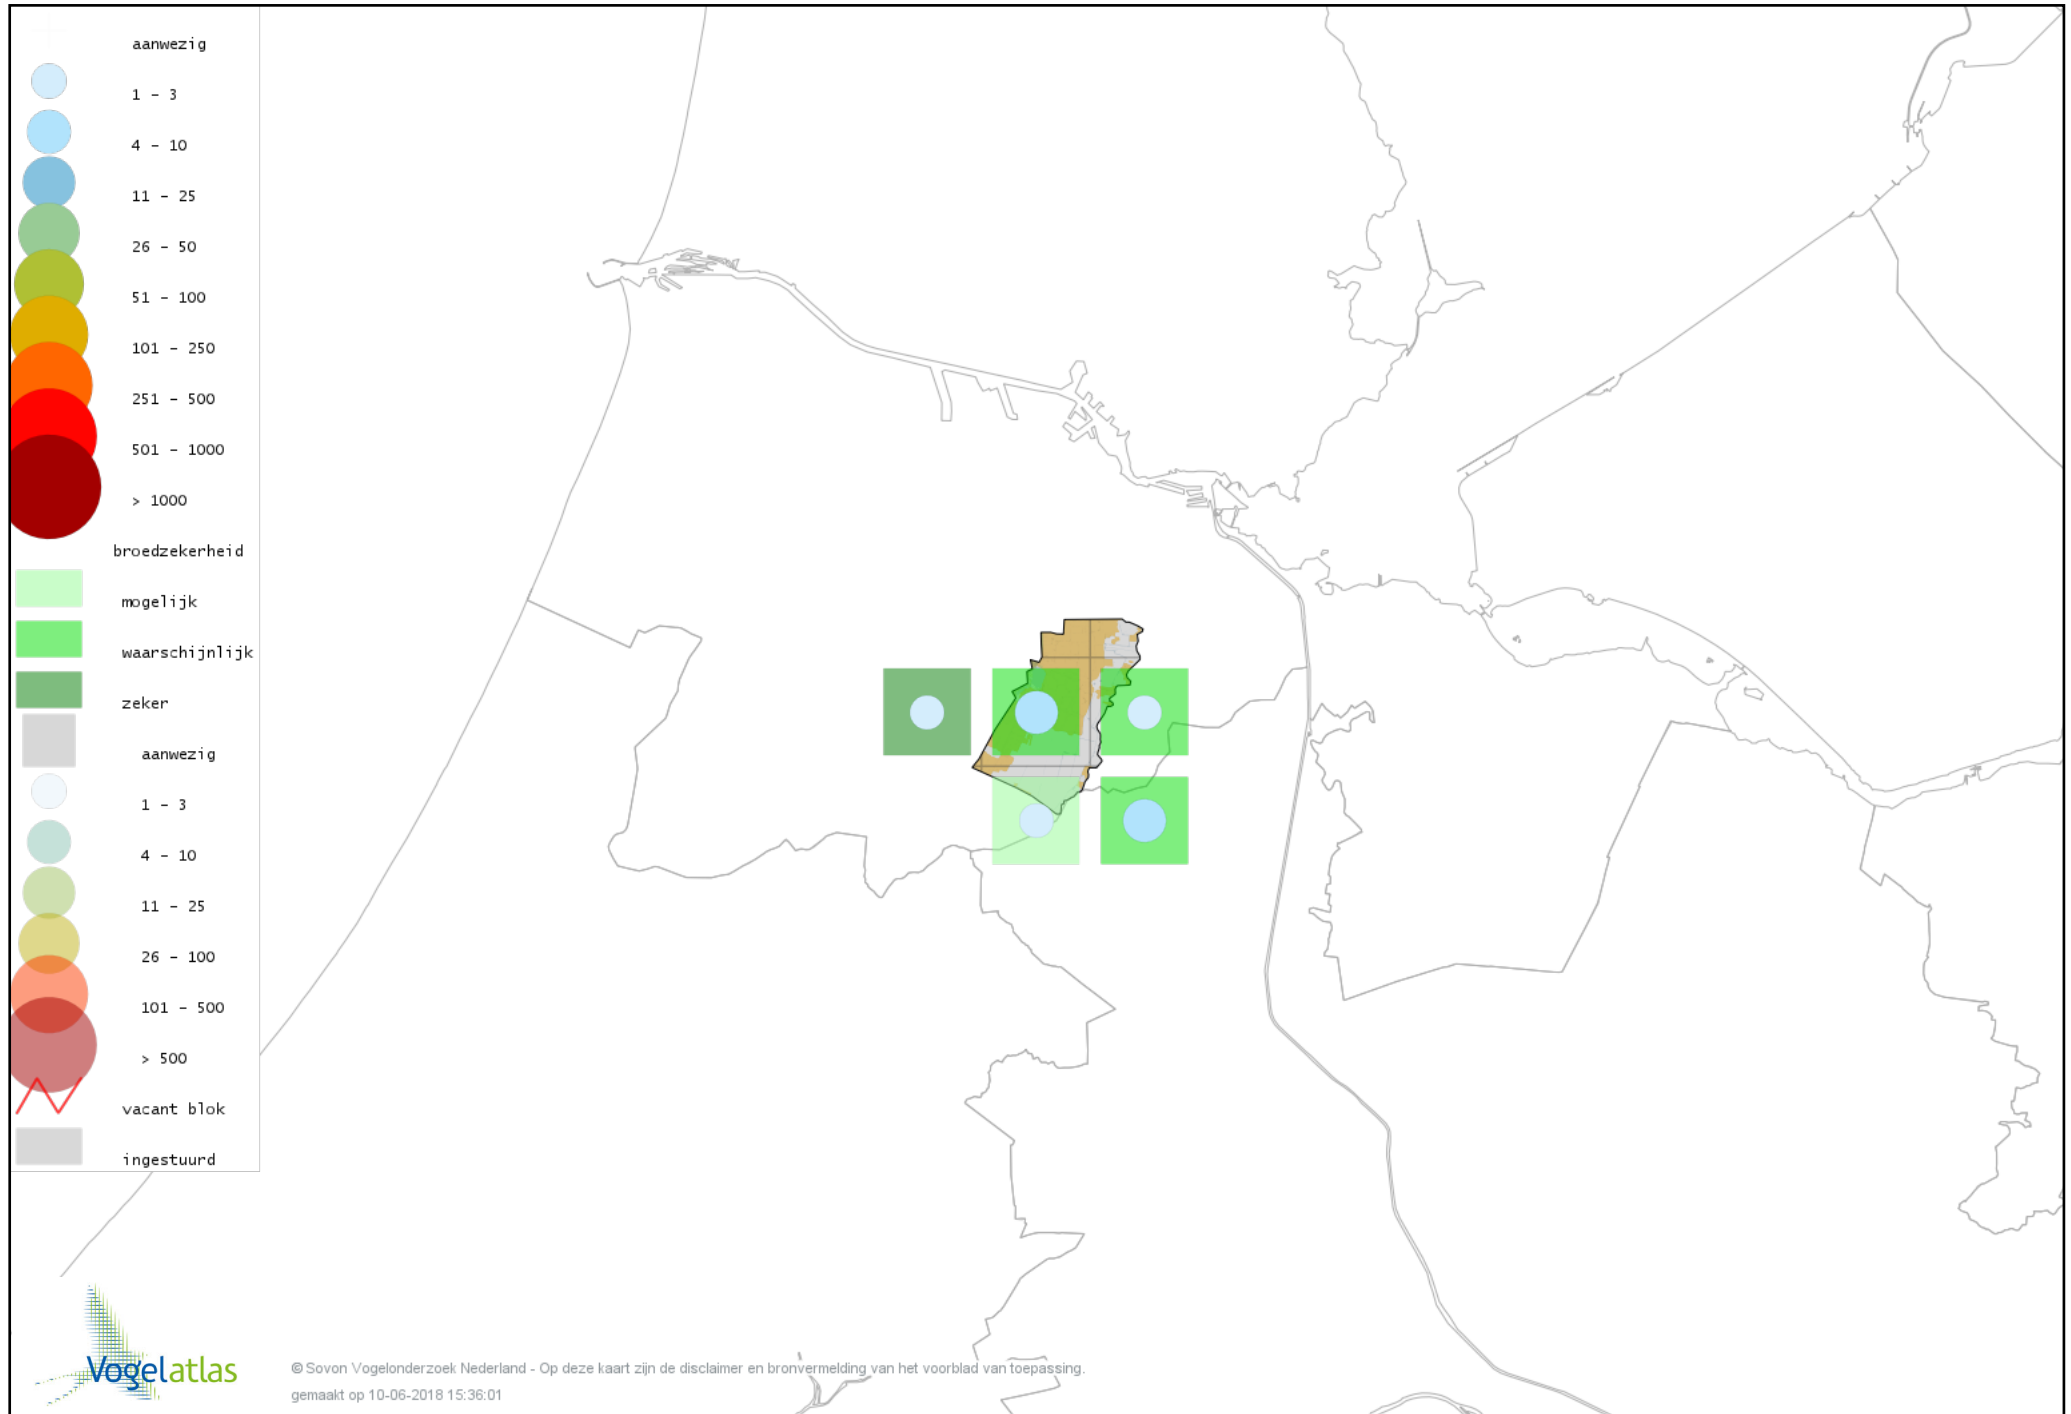 aanwezig
1 - 3
4 - 10
11 - 25
26 - 50
51 - 100
101 - 250
251 - 500
501 - 1000
> 1000
broedzekerheid
mogelijk
waarschijnlijk
zeker
aanwezig
1 - 3
4 - 10
11 - 25
26 - 100
101 - 500
> 500
vacant blok
ingestuurd
Vogelatlas
© Sovon Vogelonderzoek Nederland - Op deze kaart zijn de disclaimer en bronvermelding van het voorblad van toepassing.
gemaakt op 10-06-2018 15:36:01